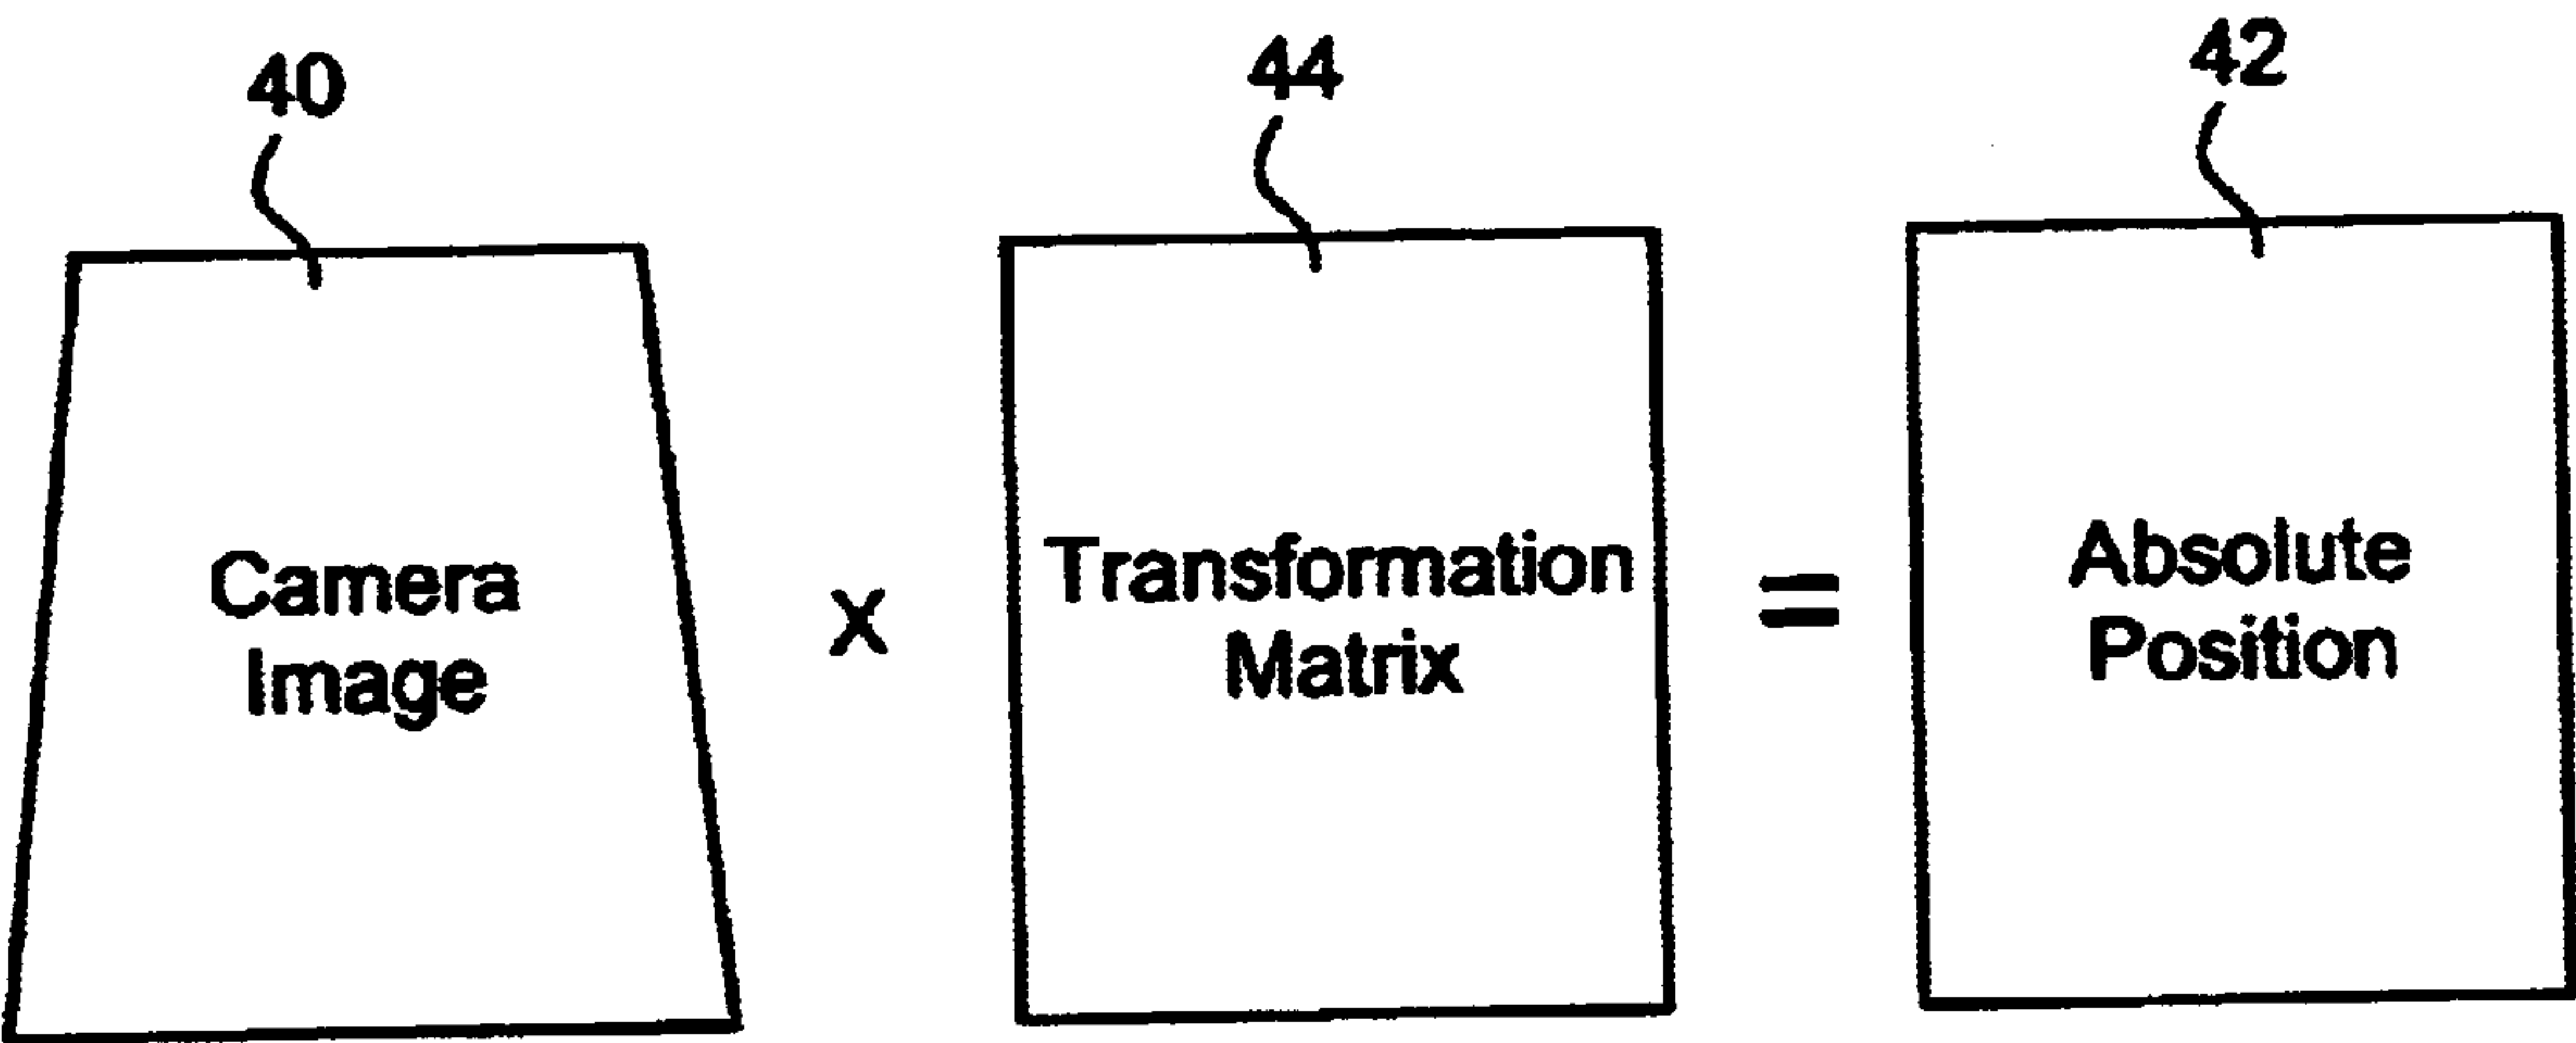 40
44
42
Camera
Image
x
Transformation
Matrix
=
Absolute
Position